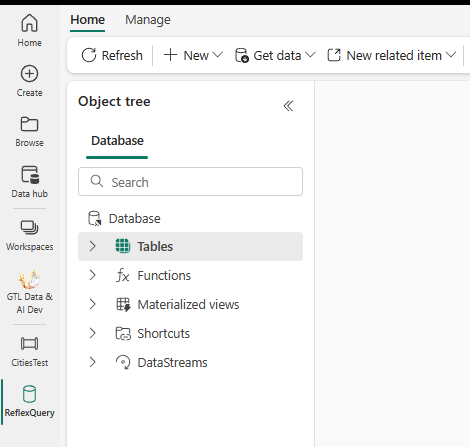 Home
Manage
Refresh
New
Get data
New related item
Home
Create
Browse
Data hub
Workspaces
GTL Data &
AI Dev
CitiesTest
ReflexQuery
Object tree
Database
Search
Database
Tables
Functions
Materialized views
Shortcuts
DataStreams